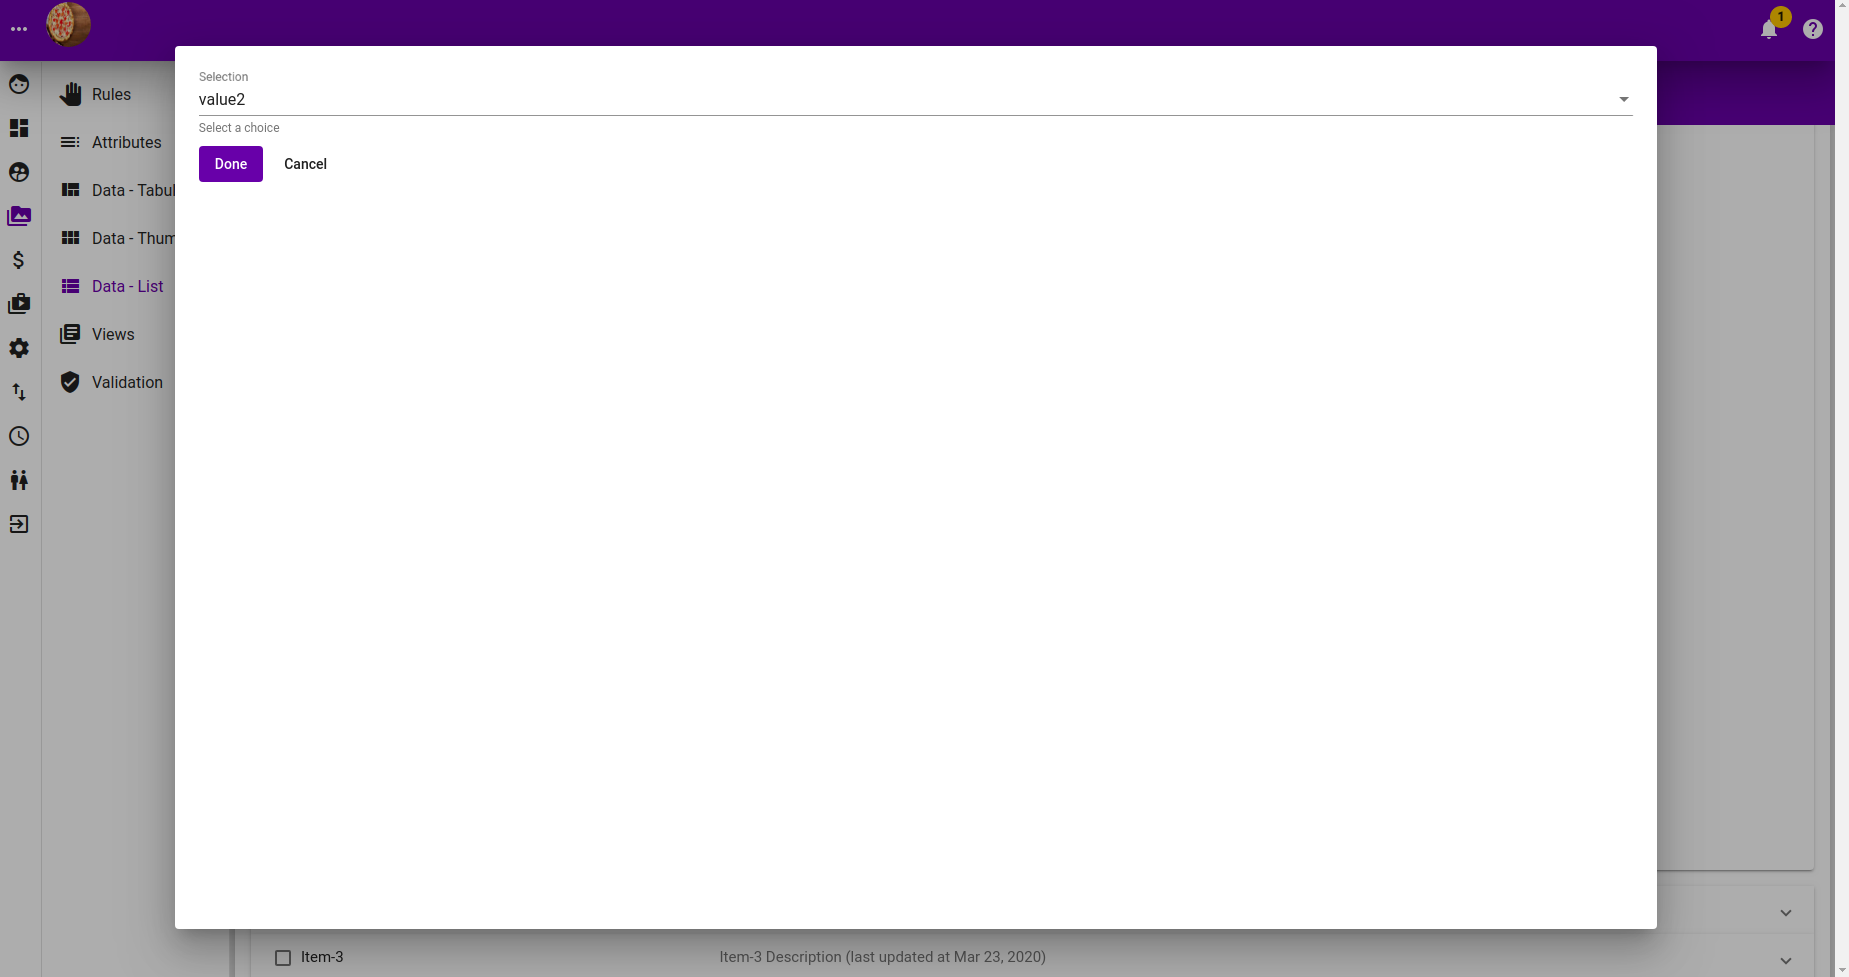 1
Selection
value2
Select a choice
Done
Cancel
Rules
Attributes
Data - Tabul
Data - Thum
Data - List
Views
Validation
Item-3
Item-3 Description (last updated at Mar 23, 2020)